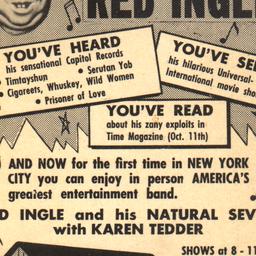 RED INGL
YOU'VE HEARD
his sensational Capitol Records
• Timtayshun • Serutan Yob
• Cigareets, Whuskey, Wild Women
• Prisoner of Love
YOU'VE SE
his hilarious Universal-
International movie sho
YOU'VE READ
about his zany exploits in
Time Magazine (Oct. 11th)
AND NOW for the first time in NEW YORK
CITY you can enjoy in person AMERICA'S
greatest entertainment band.
D INGLE and his NATURAL SEV
with KAREN TEDDER
SHOWS at 8 - 11